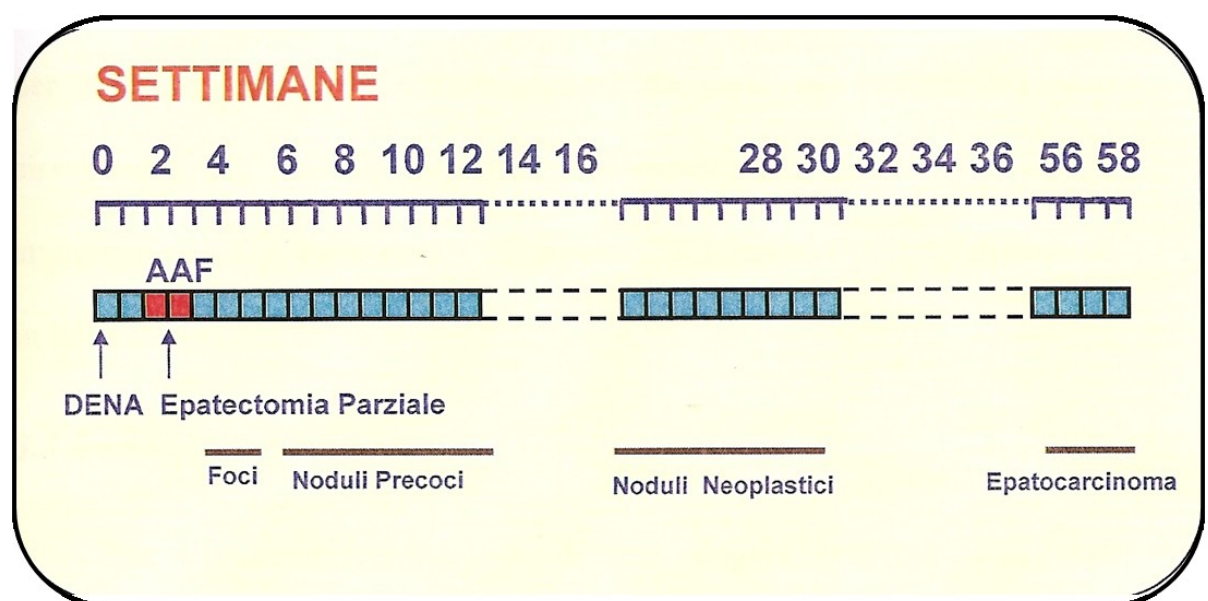 SETTIMANE
0 2 4 6 8 10 12 14 16 28 30 32 34 36 56 58
AAF
DENA Epatectomia Parziale
Foci Noduli Precoci Noduli Neoplastici Epatocarcinoma